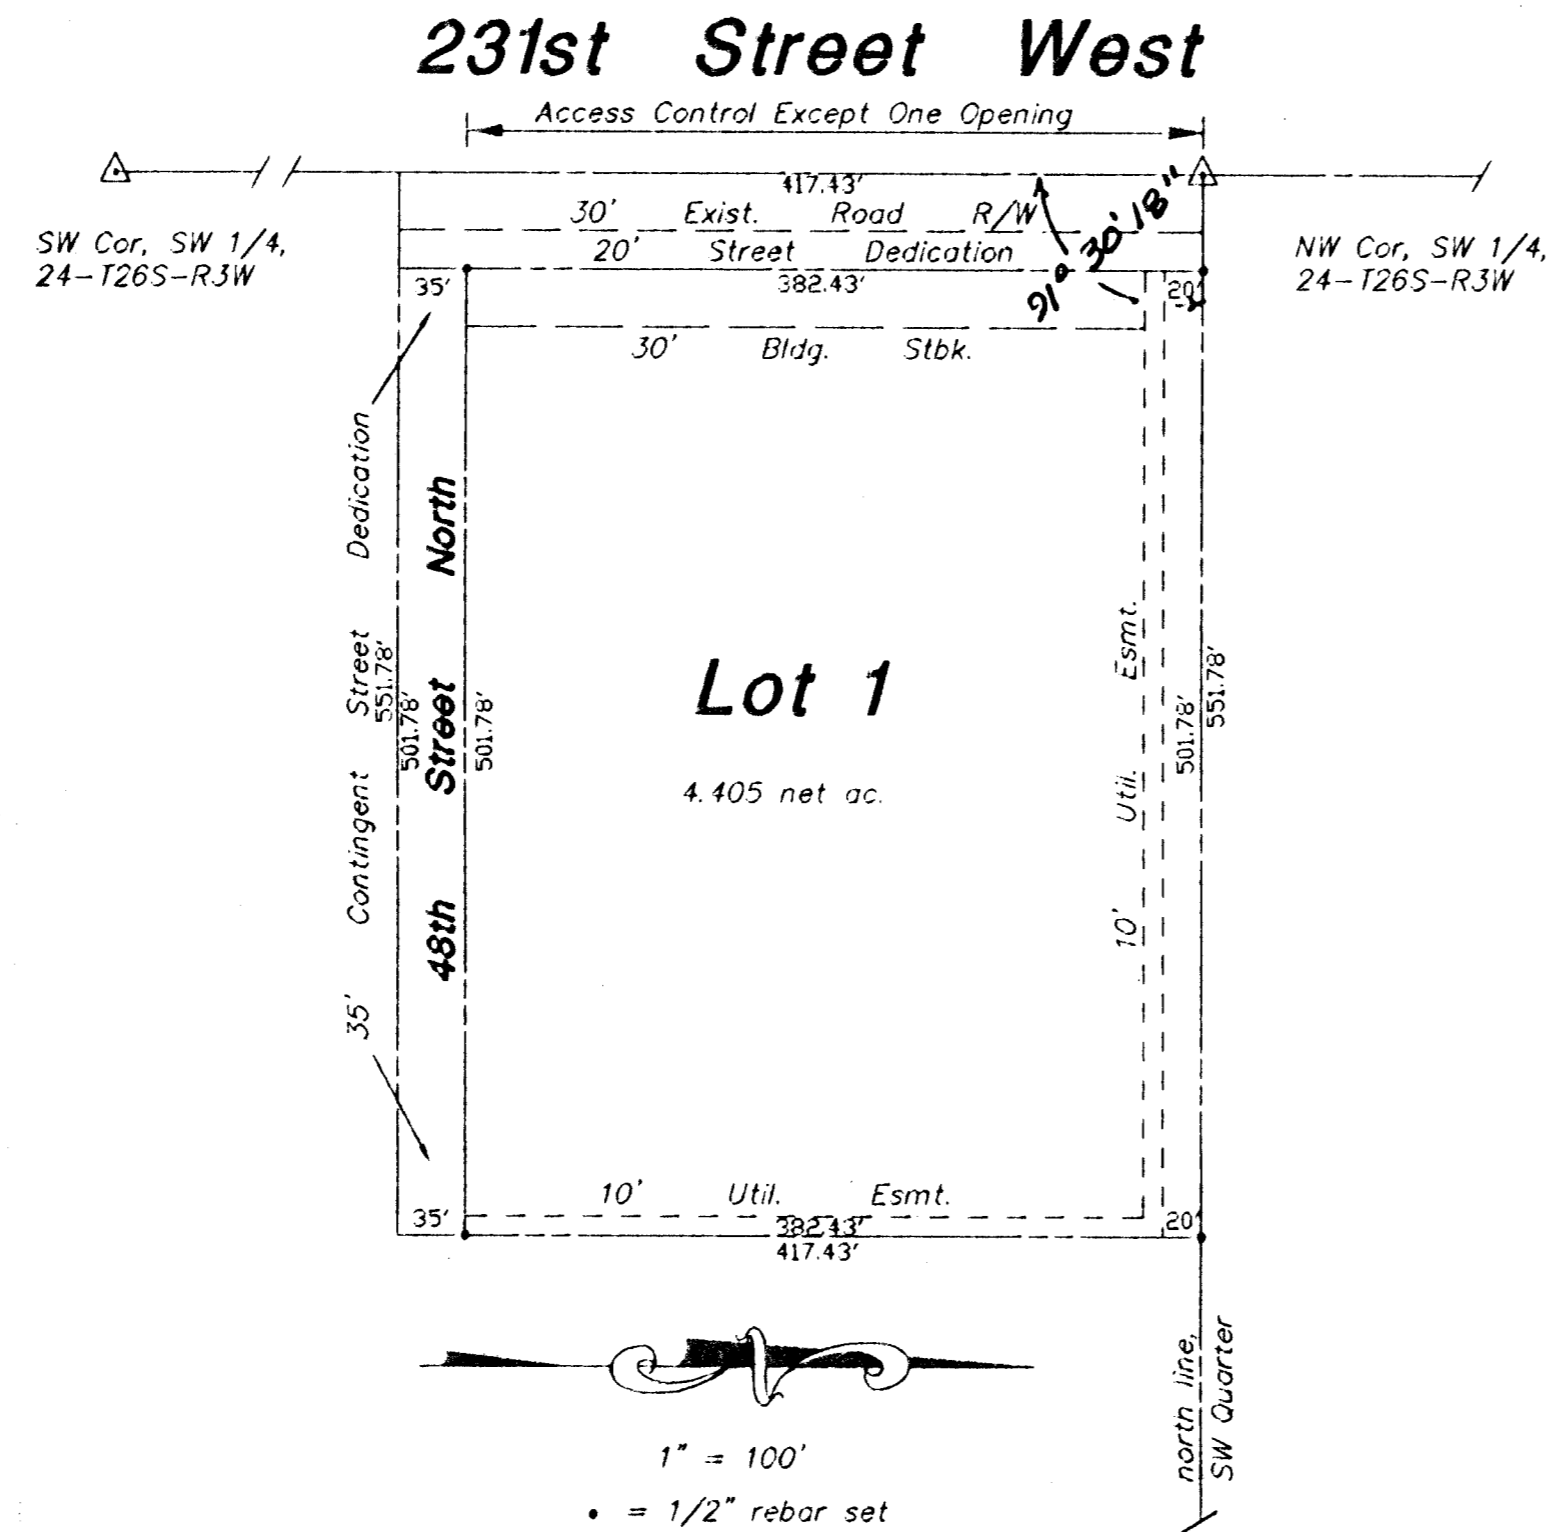 231st Street West
Access Control Except One Opening
417.43'
30' Exist. Road R/W
SW Cor, SW 1/4,
24-T26S-R3W
NW Cor, SW 1/4,
24-T26S-R3W
20' Street Dedication
91° 30' 18"
35'
382.43'
20'
30' Bldg. Stbk.
35' Contingent Street Dedication
551.78'
501.78'
48th Street North
501.78'
Lot 1
4.405 net ac.
10' Util. Esmt.
501.78'
551.78'
10' Util. Esmt.
35'
382.43'
20'
417.43'
north line,
SW Quarter
1" = 100'
• = 1/2" rebar set